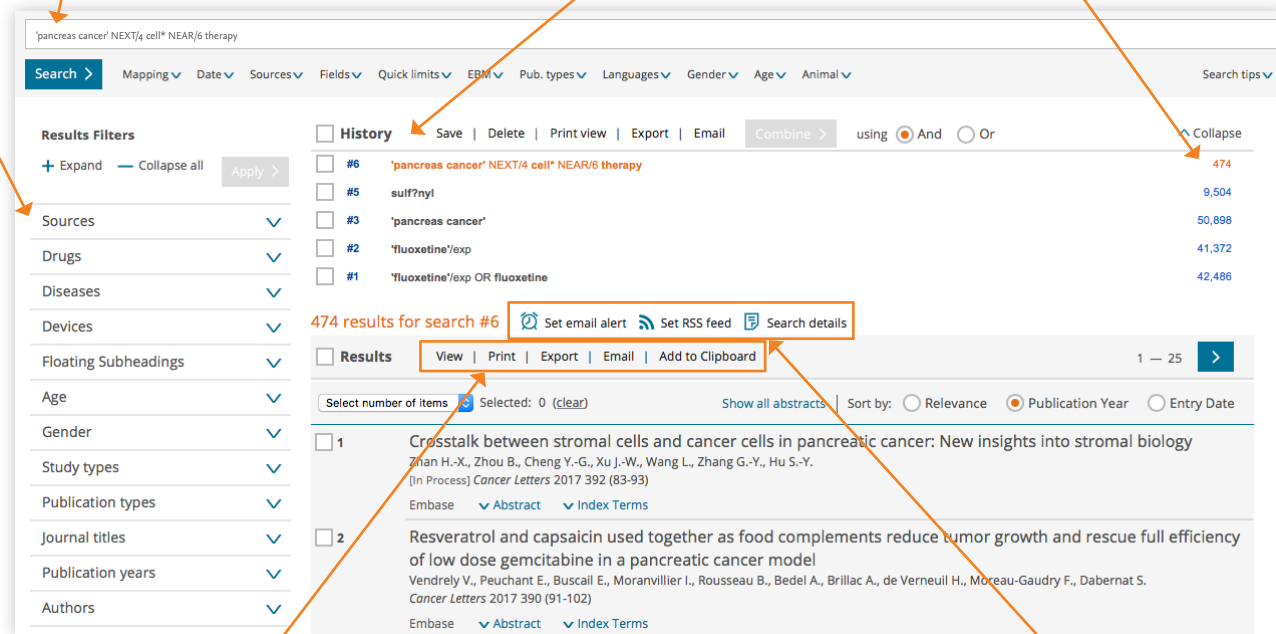 'pancreas cancer' NEXT/4 cell* NEAR/6 therapy
Search > Mapping Date Sources Fields Quick limits EBM Pub. types Languages Gender Age Animal Search tips
Results Filters
+ Expand — Collapse all Apply >
Sources
Drugs
Diseases
Devices
Floating Subheadings
Age
Gender
Study types
Publication types
Journal titles
Publication years
Authors
History Save | Delete | Print view | Export | Email Combine > using And Or Collapse
#6 'pancreas cancer' NEXT/4 cell* NEAR/6 therapy 474
#5 sulf?nyl 9,504
#3 'pancreas cancer' 50,898
#2 'fluoxetine'/exp 41,372
#1 'fluoxetine'/exp OR fluoxetine 42,486
474 results for search #6 Set email alert Set RSS feed Search details
Results View | Print | Export | Email | Add to Clipboard 1 — 25 >
Select number of items Selected: 0 (clear) Show all abstracts | Sort by: Relevance Publication Year Entry Date
1 Crosstalk between stromal cells and cancer cells in pancreatic cancer: New insights into stromal biology
Zhan H.-X., Zhou B., Cheng Y.-G., Xu J.-W., Wang L., Zhang G.-Y., Hu S.-Y.
[In Process] Cancer Letters 2017 392 (83-93)
Embase Abstract Index Terms
2 Resveratrol and capsaicin used together as food complements reduce tumor growth and rescue full efficiency
of low dose gemcitabine in a pancreatic cancer model
Vendrely V., Peuchant E., Buscail E., Moranvillier I., Rousseau B., Bedel A., Brillac A., de Verneuil H., Moreau-Gaudry F., Dabernat S.
Cancer Letters 2017 390 (91-102)
Embase Abstract Index Terms